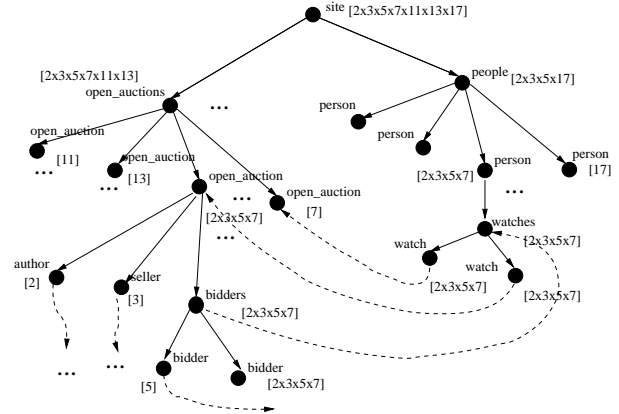 site
[2x3x5x7x11x13x17]
[2x3x5x7x11x13]
open_auctions
...
people
[2x3x5x17]
person
person
person
[2x3x5x7]
...
person
[17]
open_auction
[11]
...
open_auction
[13]
...
open_auction
[2x3x5x7]
...
...
open_auction
[7]
watches
[2x3x5x7]
watch
[2x3x5x7]
watch
[2x3x5x7]
author
[2]
...
seller
[3]
...
bidders
[2x3x5x7]
bidder
[5]
bidder
[2x3x5x7]